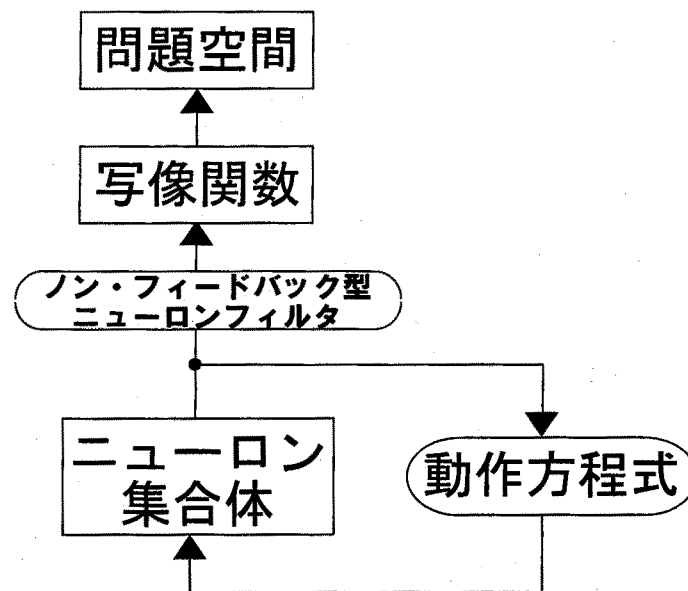 問題空間
写像関数
ノン・フィードバック型
ニューロンフィルタ
ニューロン
集合体
動作方程式